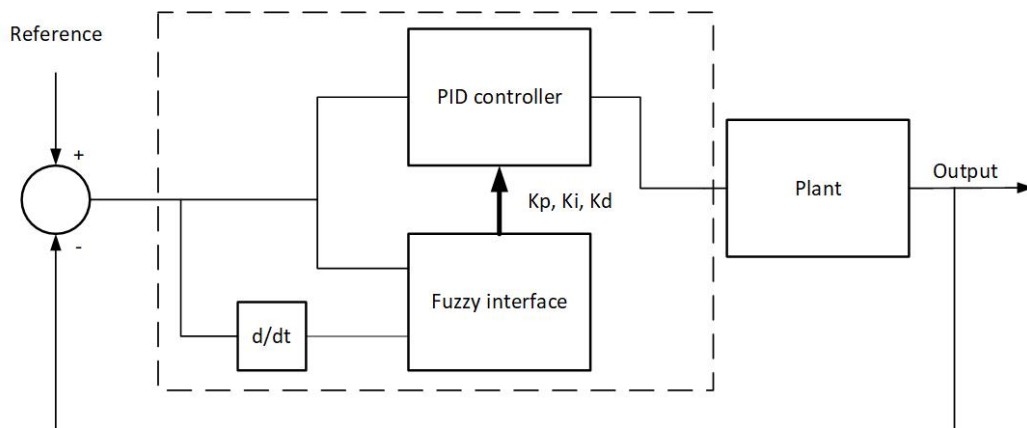 Reference
PID controller
+
Plant
Output
Kp, Ki, Kd
-
Fuzzy interface
d/dt